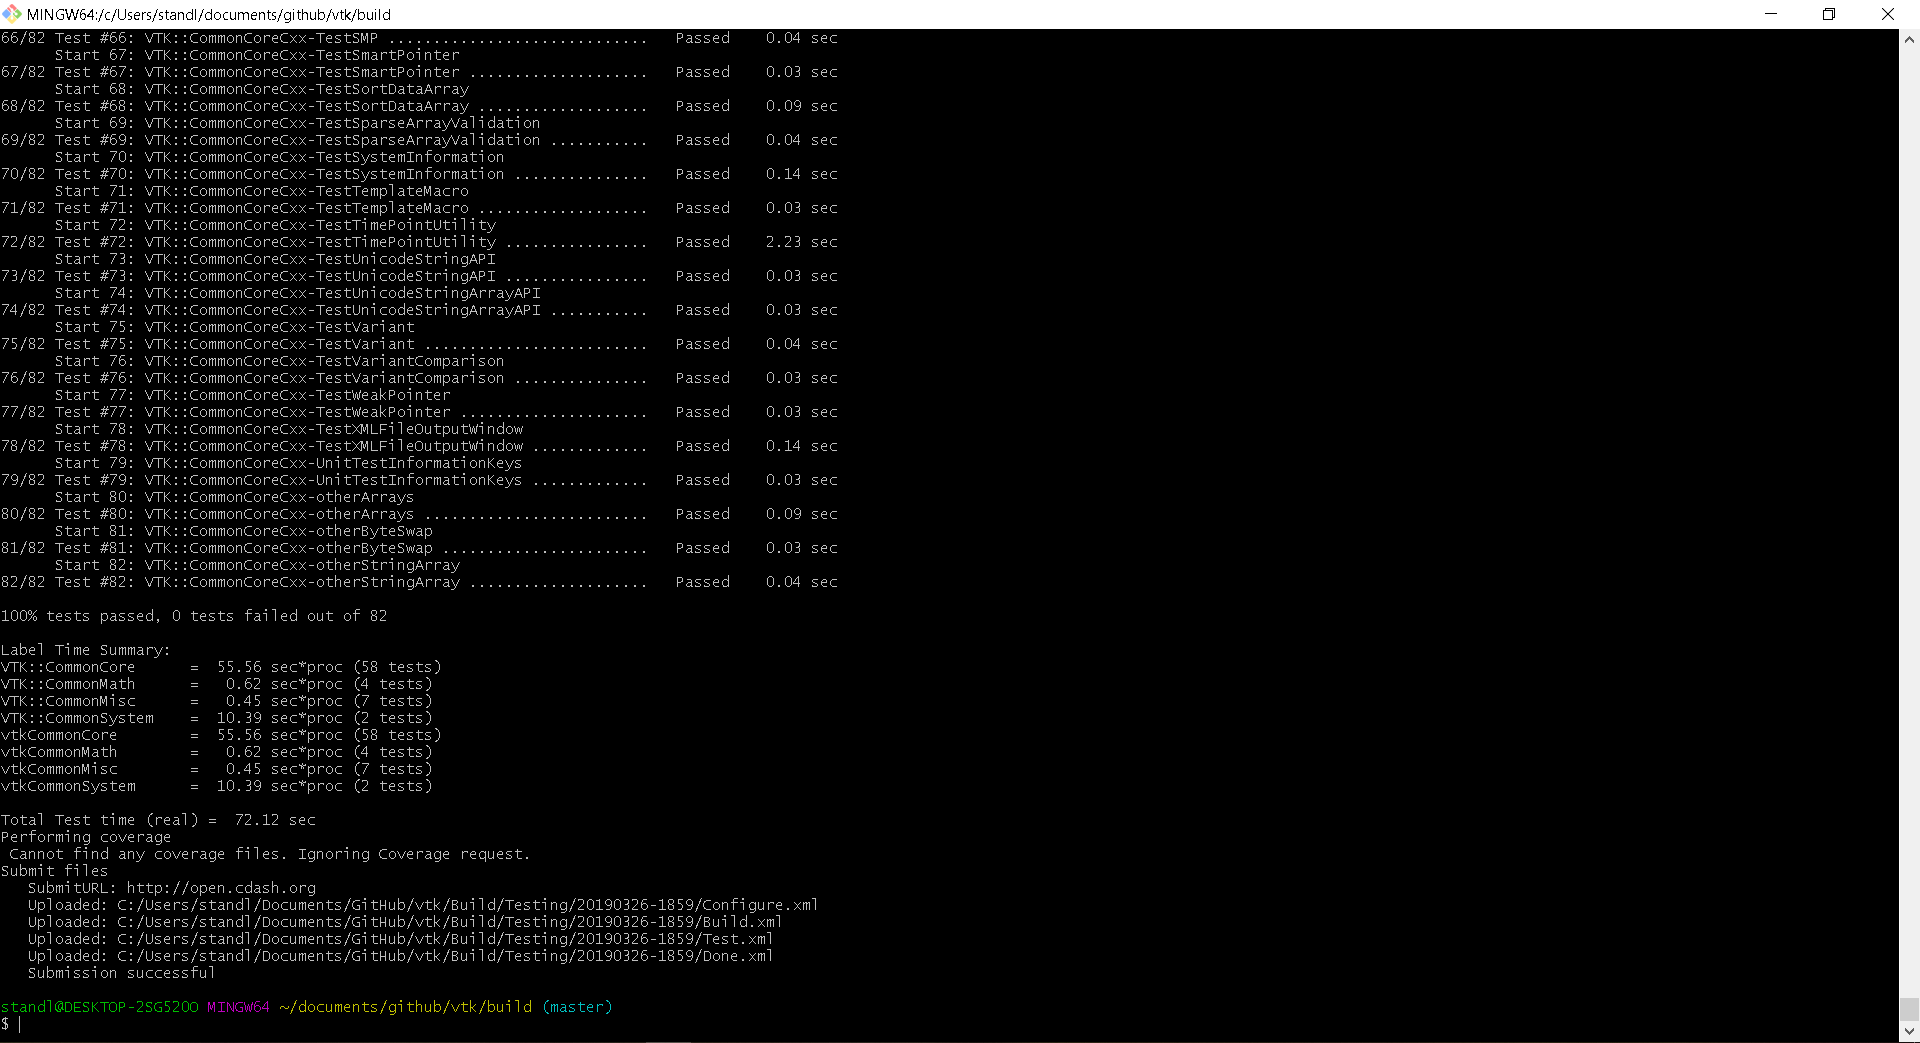 MINGW64:/c/Users/standl/documents/github/vtk/build
66/82 Test #66: VTK::CommonCoreCxx-TestSMP .............................   Passed    0.04 sec
      Start 67: VTK::CommonCoreCxx-TestSmartPointer
67/82 Test #67: VTK::CommonCoreCxx-TestSmartPointer ....................   Passed    0.03 sec
      Start 68: VTK::CommonCoreCxx-TestSortDataArray
68/82 Test #68: VTK::CommonCoreCxx-TestSortDataArray ...................   Passed    0.09 sec
      Start 69: VTK::CommonCoreCxx-TestSparseArrayValidation
69/82 Test #69: VTK::CommonCoreCxx-TestSparseArrayValidation ...........   Passed    0.04 sec
      Start 70: VTK::CommonCoreCxx-TestSystemInformation
70/82 Test #70: VTK::CommonCoreCxx-TestSystemInformation ...............   Passed    0.14 sec
      Start 71: VTK::CommonCoreCxx-TestTemplateMacro
71/82 Test #71: VTK::CommonCoreCxx-TestTemplateMacro ...................   Passed    0.03 sec
      Start 72: VTK::CommonCoreCxx-TestTimePointUtility
72/82 Test #72: VTK::CommonCoreCxx-TestTimePointUtility ................   Passed    2.23 sec
      Start 73: VTK::CommonCoreCxx-TestUnicodeStringAPI
73/82 Test #73: VTK::CommonCoreCxx-TestUnicodeStringAPI ................   Passed    0.03 sec
      Start 74: VTK::CommonCoreCxx-TestUnicodeStringArrayAPI
74/82 Test #74: VTK::CommonCoreCxx-TestUnicodeStringArrayAPI ...........   Passed    0.03 sec
      Start 75: VTK::CommonCoreCxx-TestVariant
75/82 Test #75: VTK::CommonCoreCxx-TestVariant .........................   Passed    0.04 sec
      Start 76: VTK::CommonCoreCxx-TestVariantComparison
76/82 Test #76: VTK::CommonCoreCxx-TestVariantComparison ...............   Passed    0.03 sec
      Start 77: VTK::CommonCoreCxx-TestWeakPointer
77/82 Test #77: VTK::CommonCoreCxx-TestWeakPointer .....................   Passed    0.03 sec
      Start 78: VTK::CommonCoreCxx-TestXMLFileOutputWindow
78/82 Test #78: VTK::CommonCoreCxx-TestXMLFileOutputWindow .............   Passed    0.14 sec
      Start 79: VTK::CommonCoreCxx-UnitTestInformationKeys
79/82 Test #79: VTK::CommonCoreCxx-UnitTestInformationKeys .............   Passed    0.03 sec
      Start 80: VTK::CommonCoreCxx-otherArrays
80/82 Test #80: VTK::CommonCoreCxx-otherArrays .........................   Passed    0.09 sec
      Start 81: VTK::CommonCoreCxx-otherByteSwap
81/82 Test #81: VTK::CommonCoreCxx-otherByteSwap .......................   Passed    0.03 sec
      Start 82: VTK::CommonCoreCxx-otherStringArray
82/82 Test #82: VTK::CommonCoreCxx-otherStringArray ....................   Passed    0.04 sec
100% tests passed, 0 tests failed out of 82
Label Time Summary:
VTK::CommonCore      =  55.56 sec*proc (58 tests)
VTK::CommonMath      =   0.62 sec*proc (4 tests)
VTK::CommonMisc      =   0.45 sec*proc (7 tests)
VTK::CommonSystem    =  10.39 sec*proc (2 tests)
vtkCommonCore        =  55.56 sec*proc (58 tests)
vtkCommonMath        =   0.62 sec*proc (4 tests)
vtkCommonMisc        =   0.45 sec*proc (7 tests)
vtkCommonSystem      =  10.39 sec*proc (2 tests)
Total Test time (real) =  72.12 sec
Performing coverage
 Cannot find any coverage files. Ignoring Coverage request.
Submit files
   SubmitURL: http://open.cdash.org
   Uploaded: C:/Users/standl/Documents/GitHub/vtk/Build/Testing/20190326-1859/Configure.xml
   Uploaded: C:/Users/standl/Documents/GitHub/vtk/Build/Testing/20190326-1859/Build.xml
   Uploaded: C:/Users/standl/Documents/GitHub/vtk/Build/Testing/20190326-1859/Test.xml
   Uploaded: C:/Users/standl/Documents/GitHub/vtk/Build/Testing/20190326-1859/Done.xml
   Submission successful
standl@DESKTOP-2SG52OO MINGW64 ~/documents/github/vtk/build (master)
$